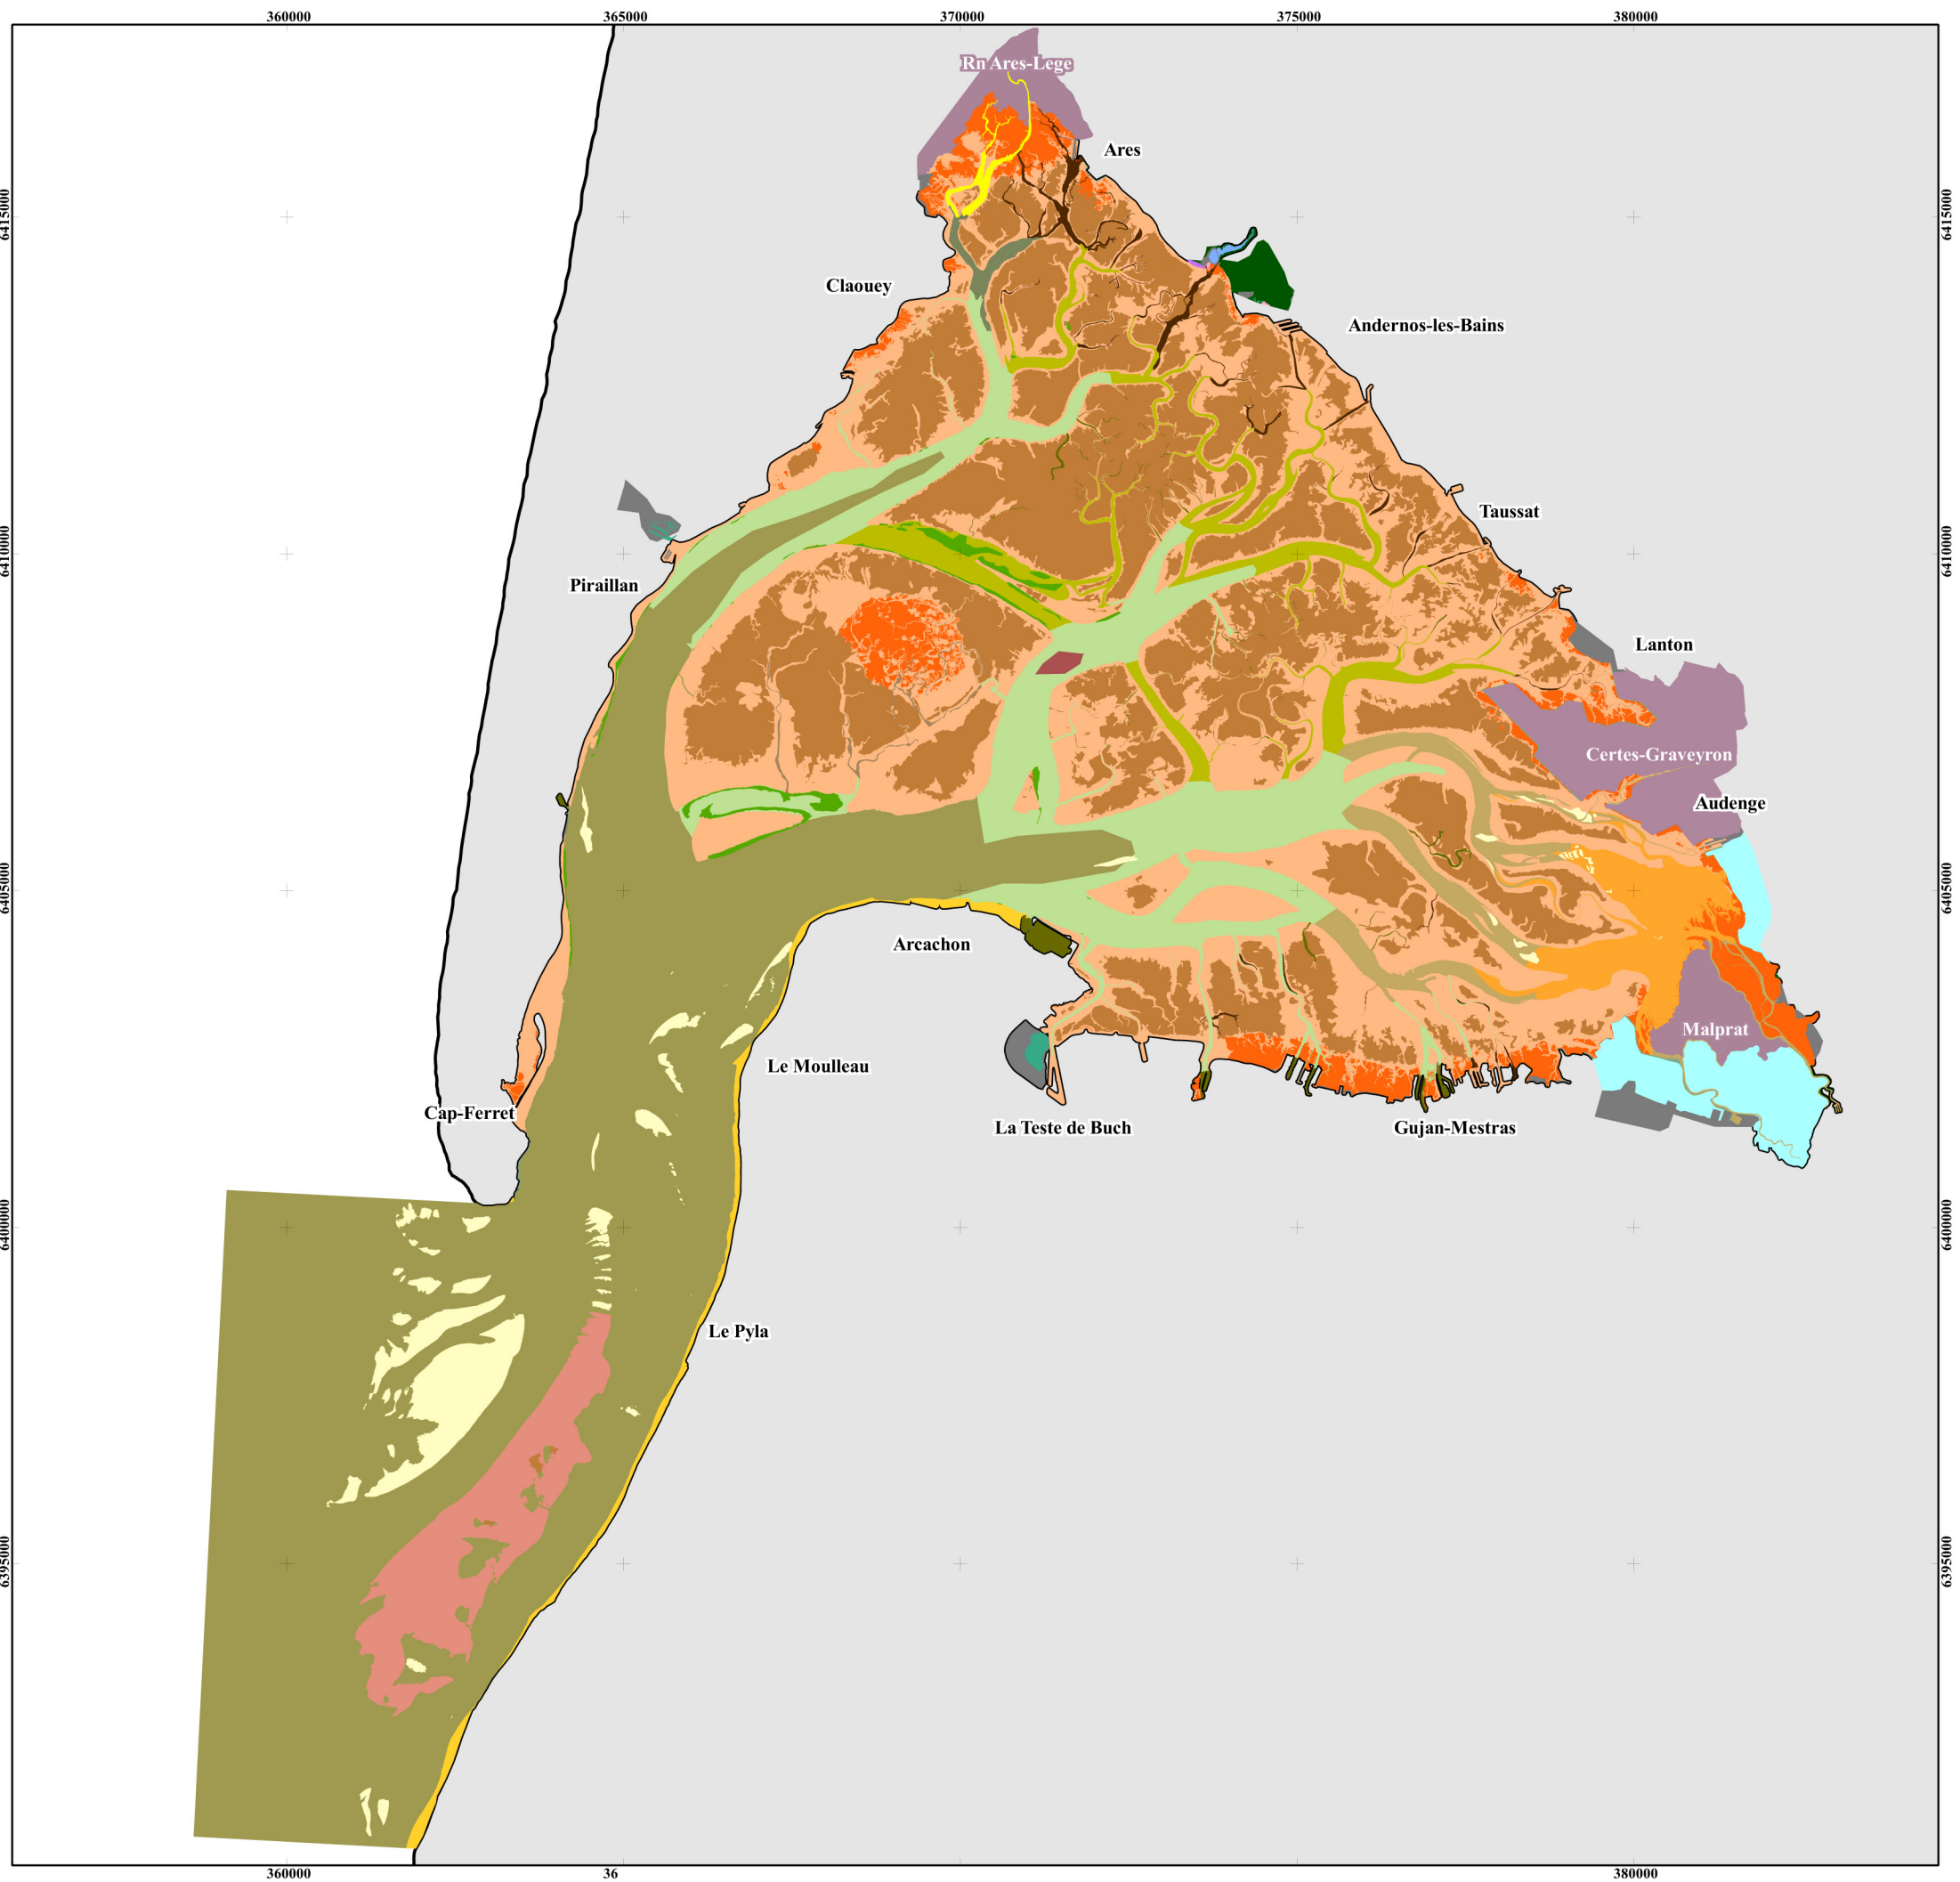 360000 365000 370000 375000 380000
Rn Ares-Lege
Ares
6415000 6415000
Claouey
Andernos-les-Bains
Taussat
6410000 6410000
Piraillan
Lanton
Certes-Graveyron
Audenge
6405000 6405000
Arcachon
Malprat
Le Moulleau
Cap-Ferret
La Teste de Buch
Gujan-Mestras
6400000 6400000
Le Pyla
6395000 6395000
360000 36 380000